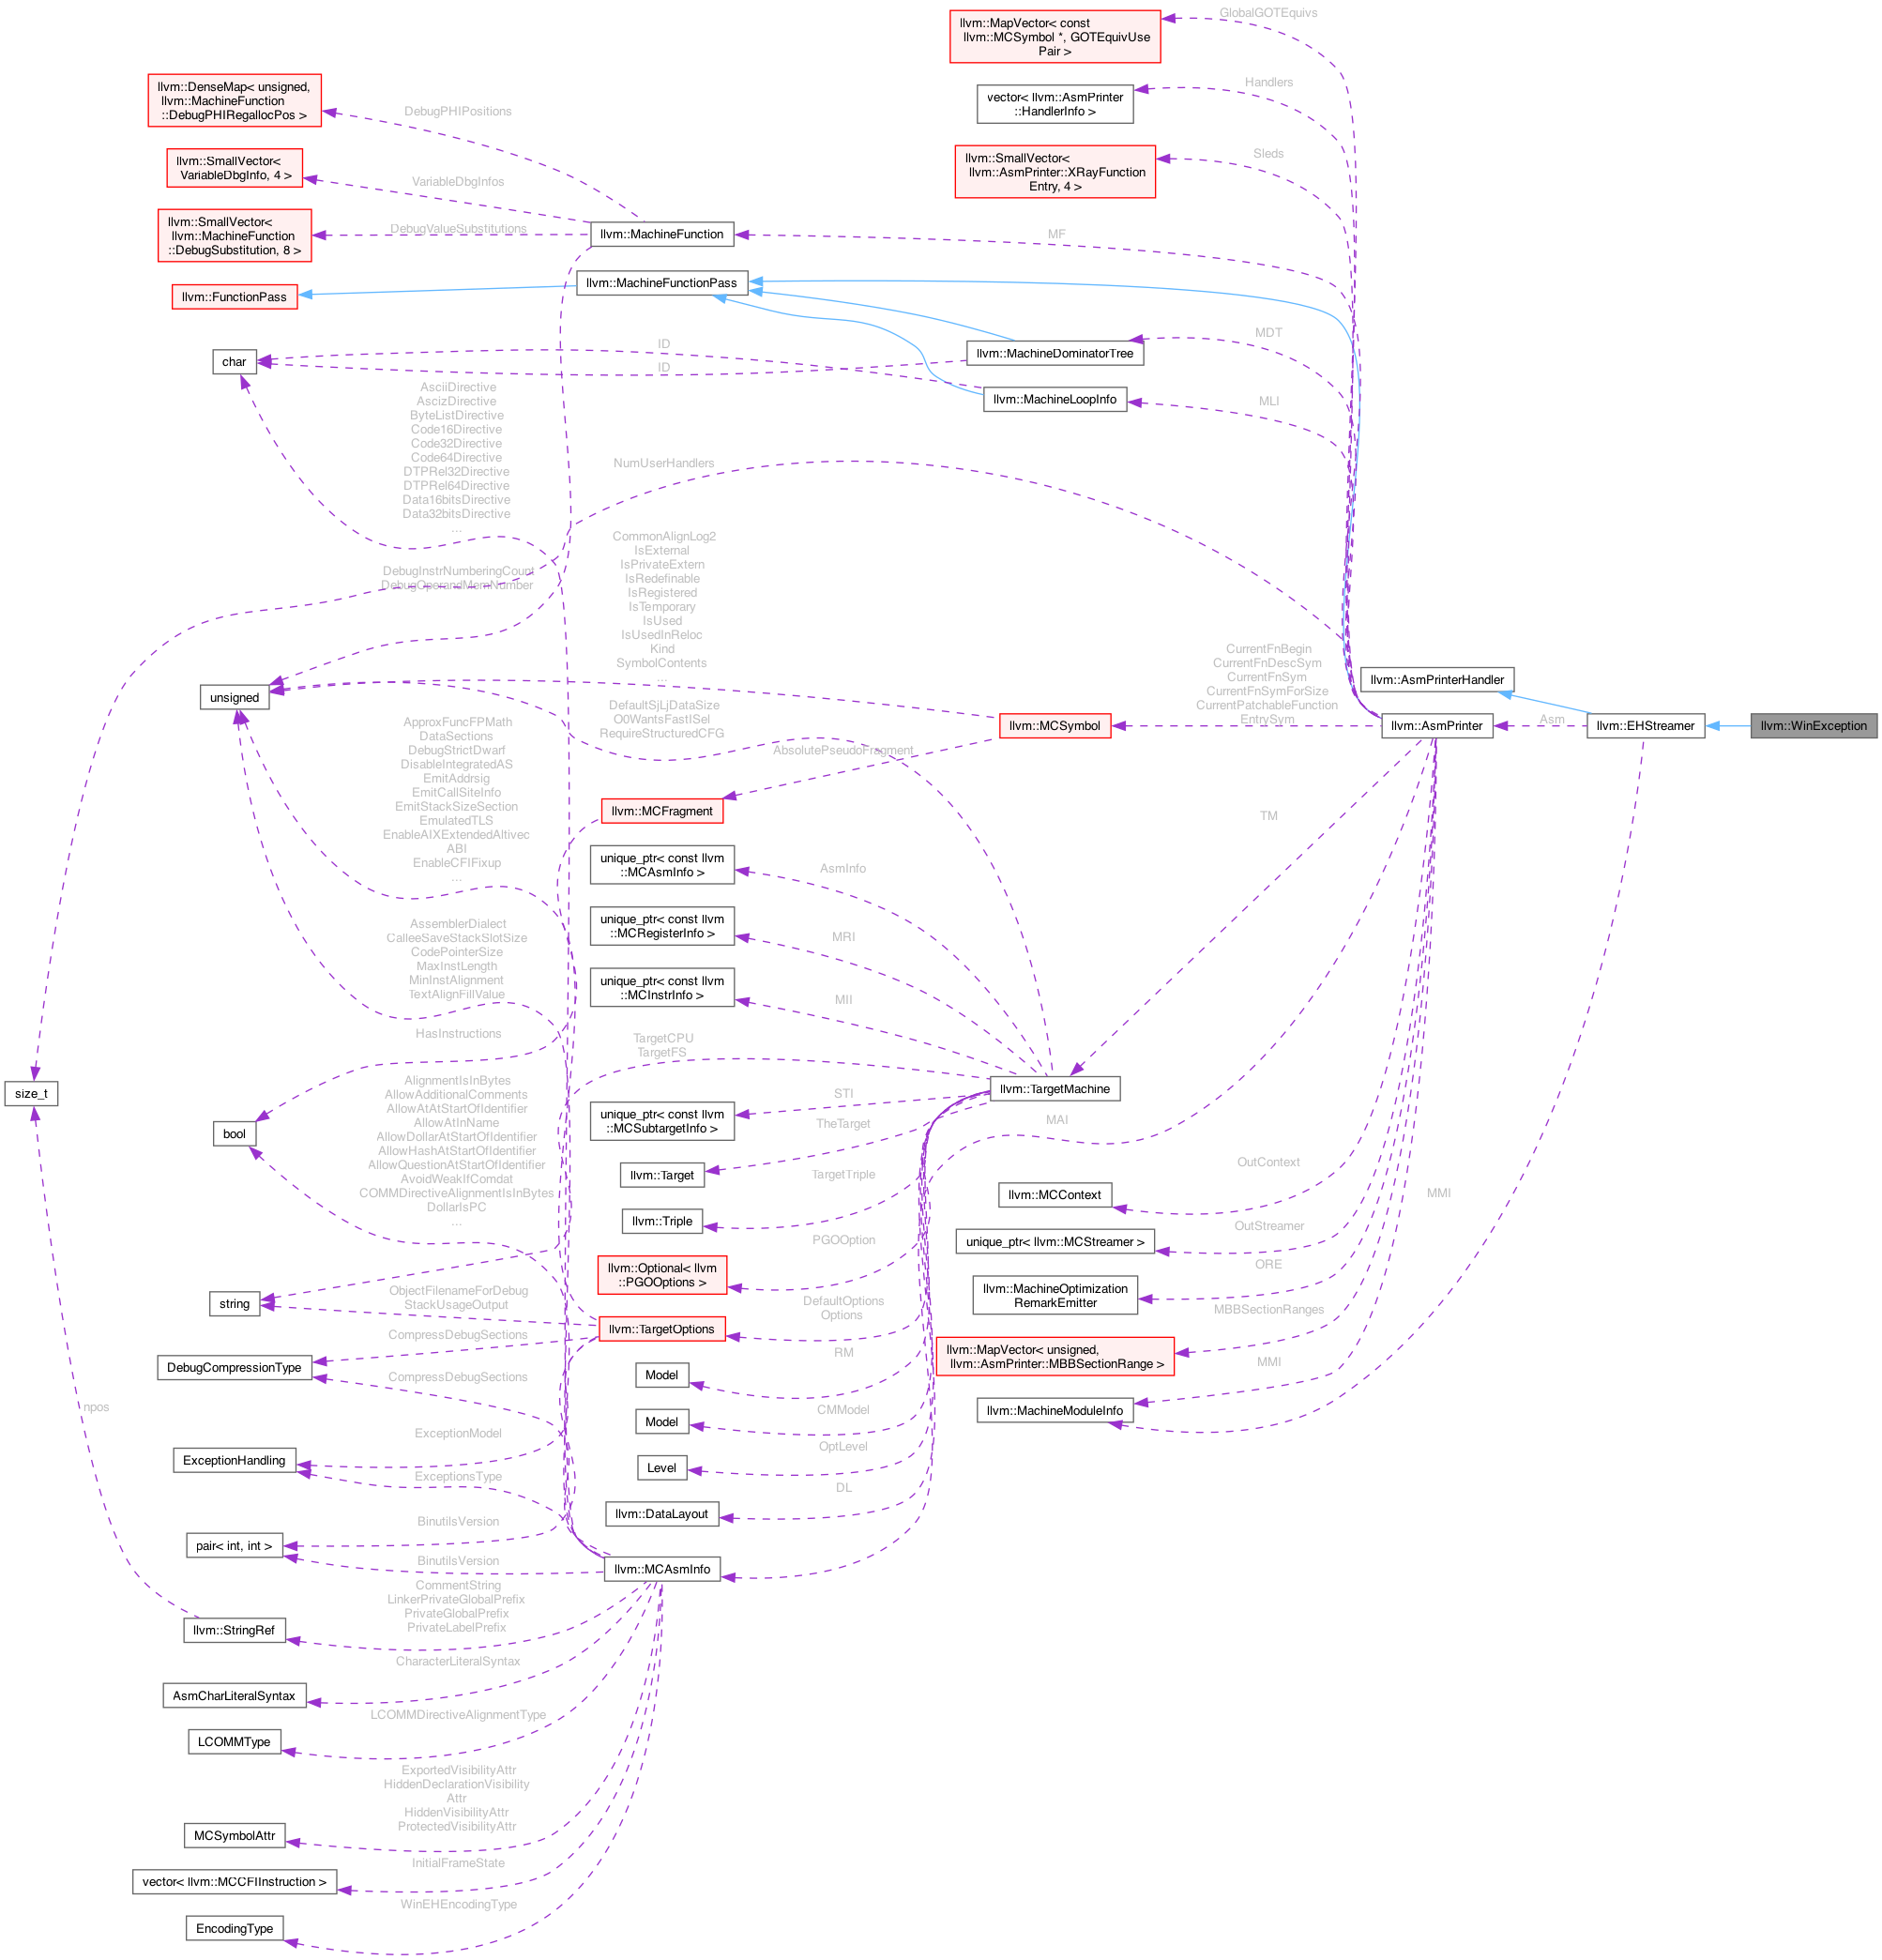 llvm::MapVector< const
llvm::MCSymbol *, GOTEquivUse
Pair >
GlobalGOTEquivs
vector< llvm::AsmPrinter
::HandlerInfo >
Handlers
llvm::SmallVector<
llvm::AsmPrinter::XRayFunction
Entry, 4 >
Sleds
llvm::DenseMap< unsigned,
llvm::MachineFunction
::DebugPHIRegallocPos >
DebugPHIPositions
llvm::SmallVector<
VariableDbgInfo, 4 >
VariableDbgInfos
llvm::SmallVector<
llvm::MachineFunction
::DebugSubstitution, 8 >
DebugValueSubstitutions
llvm::MachineFunction
MF
llvm::FunctionPass
llvm::MachineFunctionPass
char
ID
ID
llvm::MachineDominatorTree
MDT
llvm::MachineLoopInfo
MLI
AsciiDirective
AscizDirective
ByteListDirective
Code16Directive
Code32Directive
Code64Directive
DTPRel32Directive
DTPRel64Directive
Data16bitsDirective
Data32bitsDirective
...
NumUserHandlers
DebugInstrNumberingCount
DebugOperandMemNumber
CommonAlignLog2
IsExternal
IsPrivateExtern
IsRedefinable
IsRegistered
IsTemporary
IsUsed
IsUsedInReloc
Kind
SymbolContents
...
unsigned
DefaultSjLjDataSize
O0WantsFastISel
RequireStructuredCFG
llvm::MCSymbol
CurrentFnBegin
CurrentFnDescSym
CurrentFnSym
CurrentFnSymForSize
CurrentPatchableFunction
EntrySym
llvm::AsmPrinterHandler
llvm::AsmPrinter
Asm
llvm::EHStreamer
llvm::WinException
AbsolutePseudoFragment
llvm::MCFragment
ApproxFuncFPMath
DataSections
DebugStrictDwarf
DisableIntegratedAS
EmitAddrsig
EmitCallSiteInfo
EmitStackSizeSection
EmulatedTLS
EnableAIXExtendedAltivec
ABI
EnableCFIFixup
...
TM
unique_ptr< const llvm
::MCAsmInfo >
AsmInfo
unique_ptr< const llvm
::MCRegisterInfo >
MRI
unique_ptr< const llvm
::MCInstrInfo >
MII
AssemblerDialect
CalleeSaveStackSlotSize
CodePointerSize
MaxInstLength
MinInstAlignment
TextAlignFillValue
HasInstructions
TargetCPU
TargetFS
llvm::TargetMachine
size_t
bool
AlignmentIsInBytes
AllowAdditionalComments
AllowAtAtStartOfIdentifier
AllowAtInName
AllowDollarAtStartOfIdentifier
AllowHashAtStartOfIdentifier
AllowQuestionAtStartOfIdentifier
AvoidWeakIfComdat
COMMDirectiveAlignmentIsInBytes
DollarIsPC
...
unique_ptr< const llvm
::MCSubtargetInfo >
STI
MAI
llvm::Target
TheTarget
llvm::Triple
TargetTriple
llvm::MCContext
OutContext
MMI
unique_ptr< llvm::MCStreamer >
OutStreamer
llvm::Optional< llvm
::PGOOptions >
PGOOption
llvm::MachineOptimization
RemarkEmitter
ORE
string
ObjectFilenameForDebug
StackUsageOutput
llvm::TargetOptions
DefaultOptions
Options
MBBSectionRanges
llvm::MapVector< unsigned,
llvm::AsmPrinter::MBBSectionRange >
DebugCompressionType
CompressDebugSections
CompressDebugSections
Model
RM
MMI
llvm::MachineModuleInfo
Model
CMModel
npos
ExceptionHandling
ExceptionModel
ExceptionsType
Level
OptLevel
llvm::DataLayout
DL
pair< int, int >
BinutilsVersion
BinutilsVersion
llvm::MCAsmInfo
llvm::StringRef
CommentString
LinkerPrivateGlobalPrefix
PrivateGlobalPrefix
PrivateLabelPrefix
AsmCharLiteralSyntax
CharacterLiteralSyntax
LCOMMType
LCOMMDirectiveAlignmentType
MCSymbolAttr
ExportedVisibilityAttr
HiddenDeclarationVisibility
Attr
HiddenVisibilityAttr
ProtectedVisibilityAttr
vector< llvm::MCCFIInstruction >
InitialFrameState
EncodingType
WinEHEncodingType